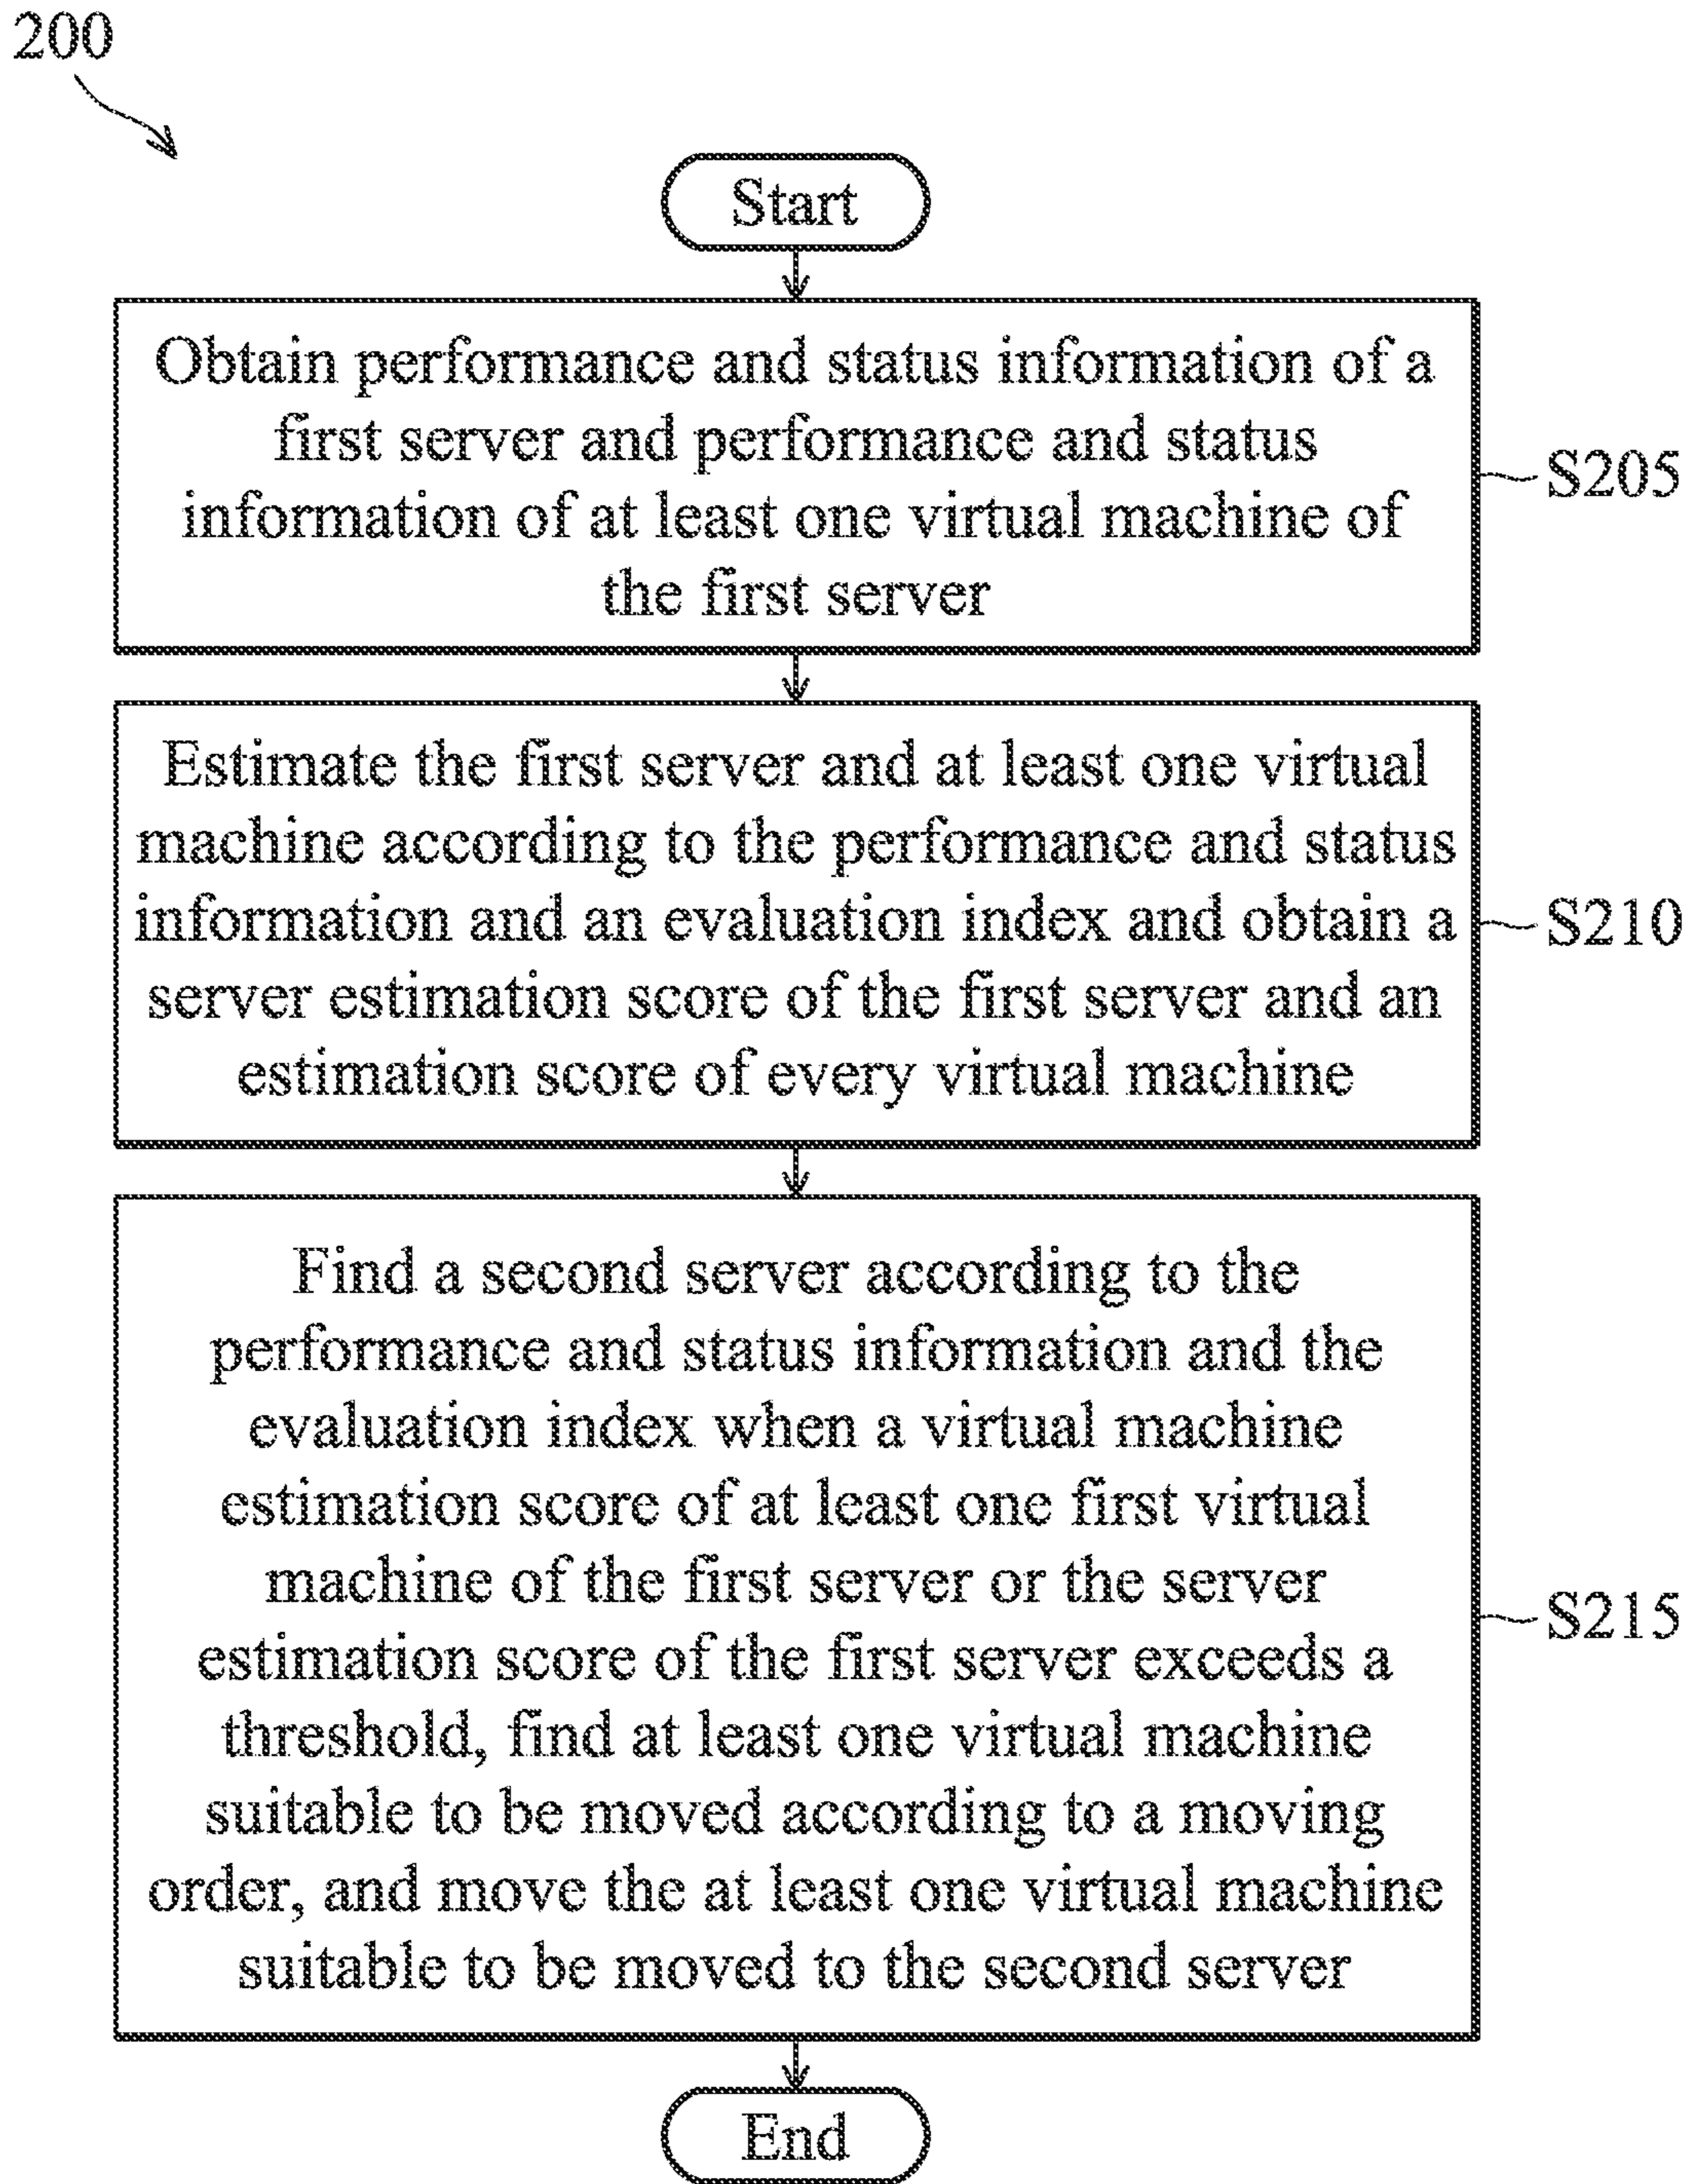 200
Start
Obtain performance and status information of a
first server and performance and status
information of at least one virtual machine of
the first server
S205
Estimate the first server and at least one virtual
machine according to the performance and status
information and an evaluation index and obtain a
server estimation score of the first server and an
estimation score of every virtual machine
S210
Find a second server according to the
performance and status information and the
evaluation index when a virtual machine
estimation score of at least one first virtual
machine of the first server or the server
estimation score of the first server exceeds a
threshold, find at least one virtual machine
suitable to be moved according to a moving
order, and move the at least one virtual machine
suitable to be moved to the second server
S215
End